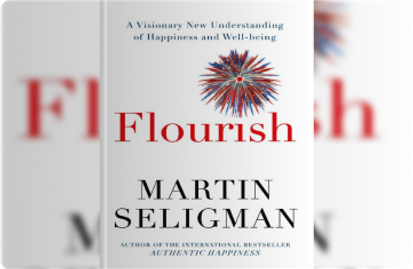 A Visionary New Understanding
of Happiness and Well-being
Flourish
MARTIN
SELIGMAN
AUTHOR OF THE INTERNATIONAL BESTSELLER
AUTHENTIC HAPPINESS